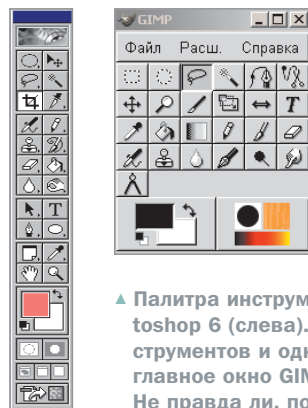 GIMP
Файл Расш. Справка
T
T
Палитра инструм
toshop 6 (слева).
струментов и одн
главное окно GIM
Не правда ли, по